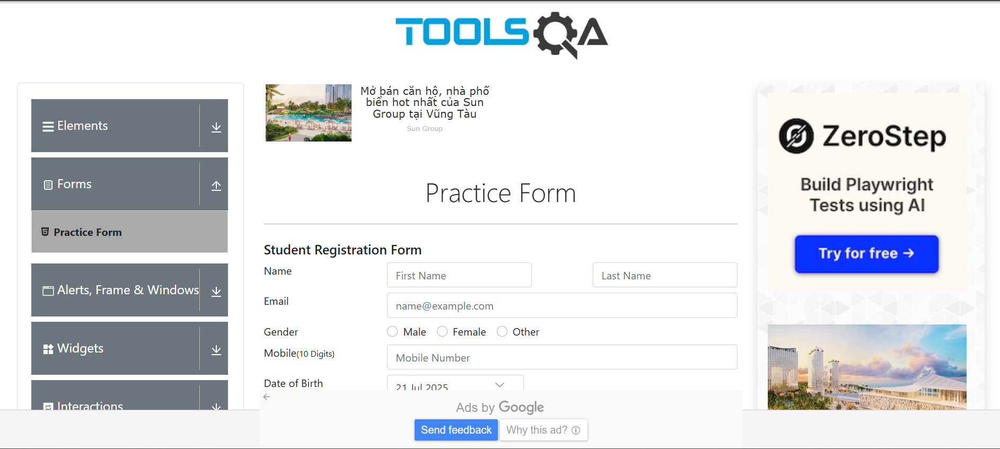 TOOLSQA
Elements
Forms
Practice Form
Alerts, Frame & Windows
Widgets
Interactions
Mở bán căn hộ, nhà phố
biển hot nhất của Sun
Group tại Vũng Tàu
Sun Group
Practice Form
Student Registration Form
Name
First Name
Last Name
Email
name@example.com
Gender
Male
Female
Other
Mobile(10 Digits)
Mobile Number
Date of Birth
21 Jul 2025
Ads by Google
Send feedback
Why this ad?
ZeroStep
Build Playwright
Tests using AI
Try for free →